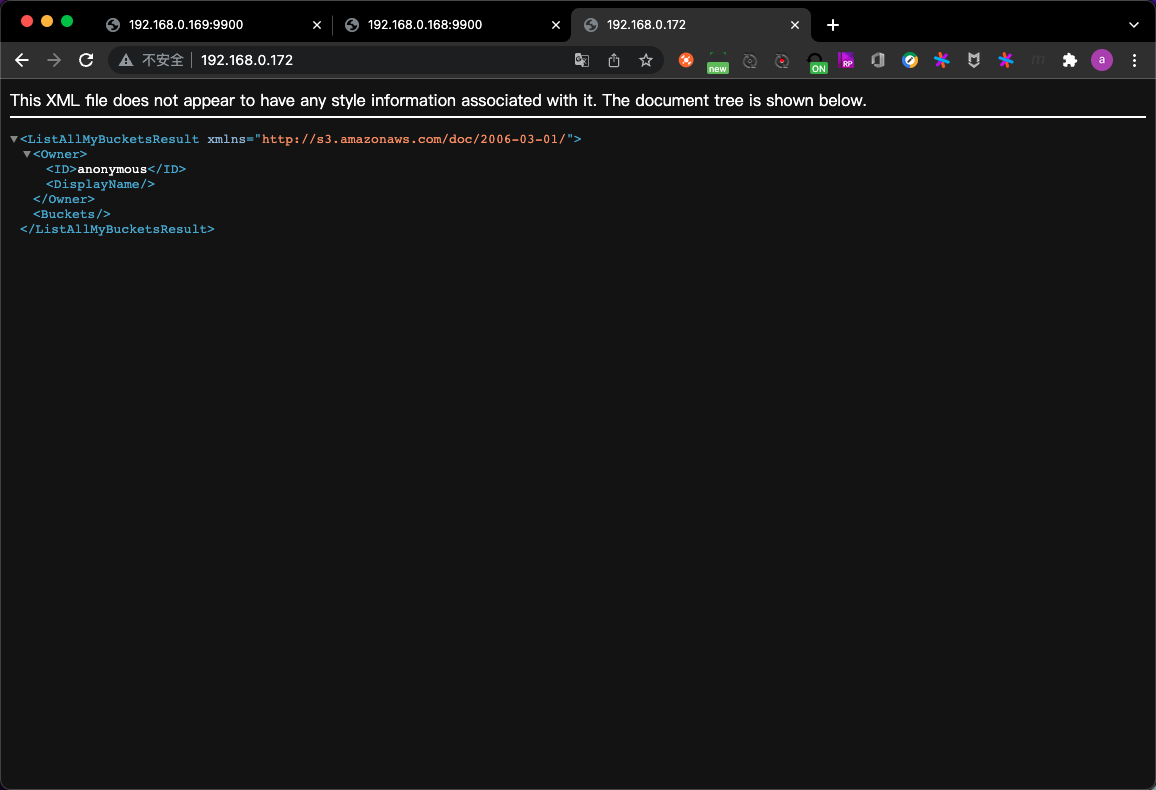 192.168.0.169:9900
192.168.0.168:9900
192.168.0.172
不安全
192.168.0.172
new
ON
RP
m
a
This XML file does not appear to have any style information associated with it. The document tree is shown below.
<ListAllMyBucketsResult xmlns="http://s3.amazonaws.com/doc/2006-03-01/">
<Owner>
<ID>anonymous</ID>
<DisplayName/>
</Owner>
<Buckets/>
</ListAllMyBucketsResult>